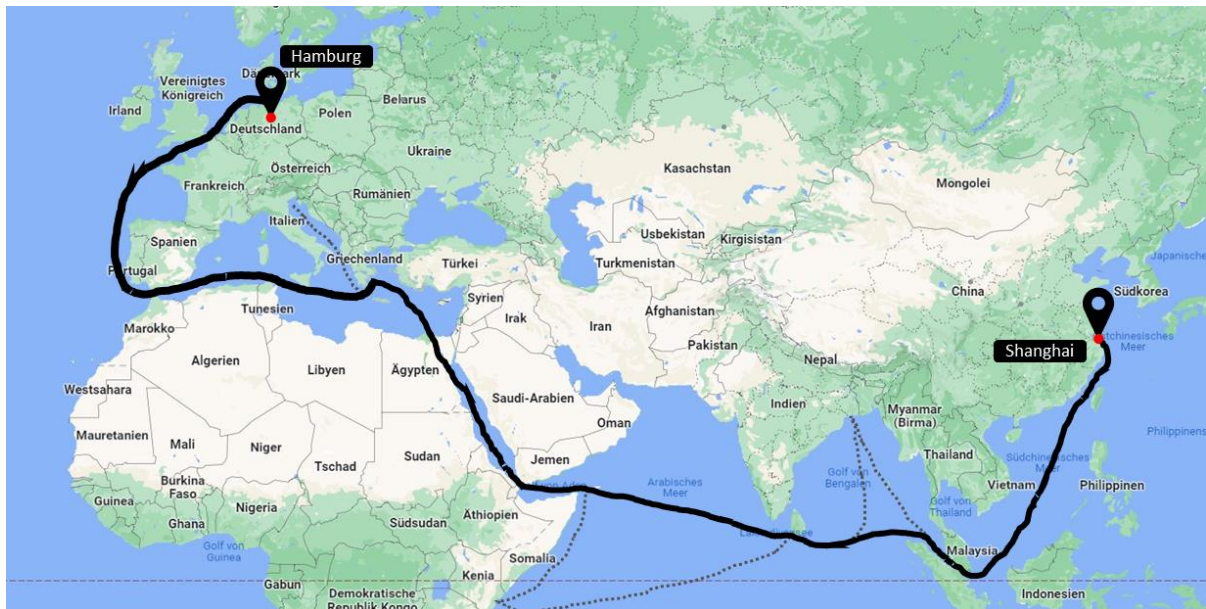 Hamburg
Vereinigtes
Königreich
Irland
Polen
Belarus
Deutschland
Ukraine
Österreich
Frankreich
Rumänien
Italien
Spanien
Portugal
Griechenland
Türkei
Kasachstan
Mongolei
Usbekistan
Kirgisistan
Turkmenistan
China
Südkorea
Shanghai
Meer
Syrien
Irak
Iran
Afghanistan
Pakistan
Nepal
Tunesien
Marokko
Algerien
Libyen
Ägypten
Westsahara
Saudi-Arabien
Oman
Indien
Myanmar
(Birma)
Mauretanien
Mali
Niger
Tschad
Sudan
Jemen
Arabisches
Meer
Golf von
Bengalen
Thailand
Vietnam
Philippinen
Golf von
Thailand
Burkina
Faso
Guinea
Ghana
Nigeria
Südsudan
Äthiopien
Golf von
Guinea
Somalia
Kenia
Gabun
Demokratische
Republik Kongo
Malaysia
Indonesien